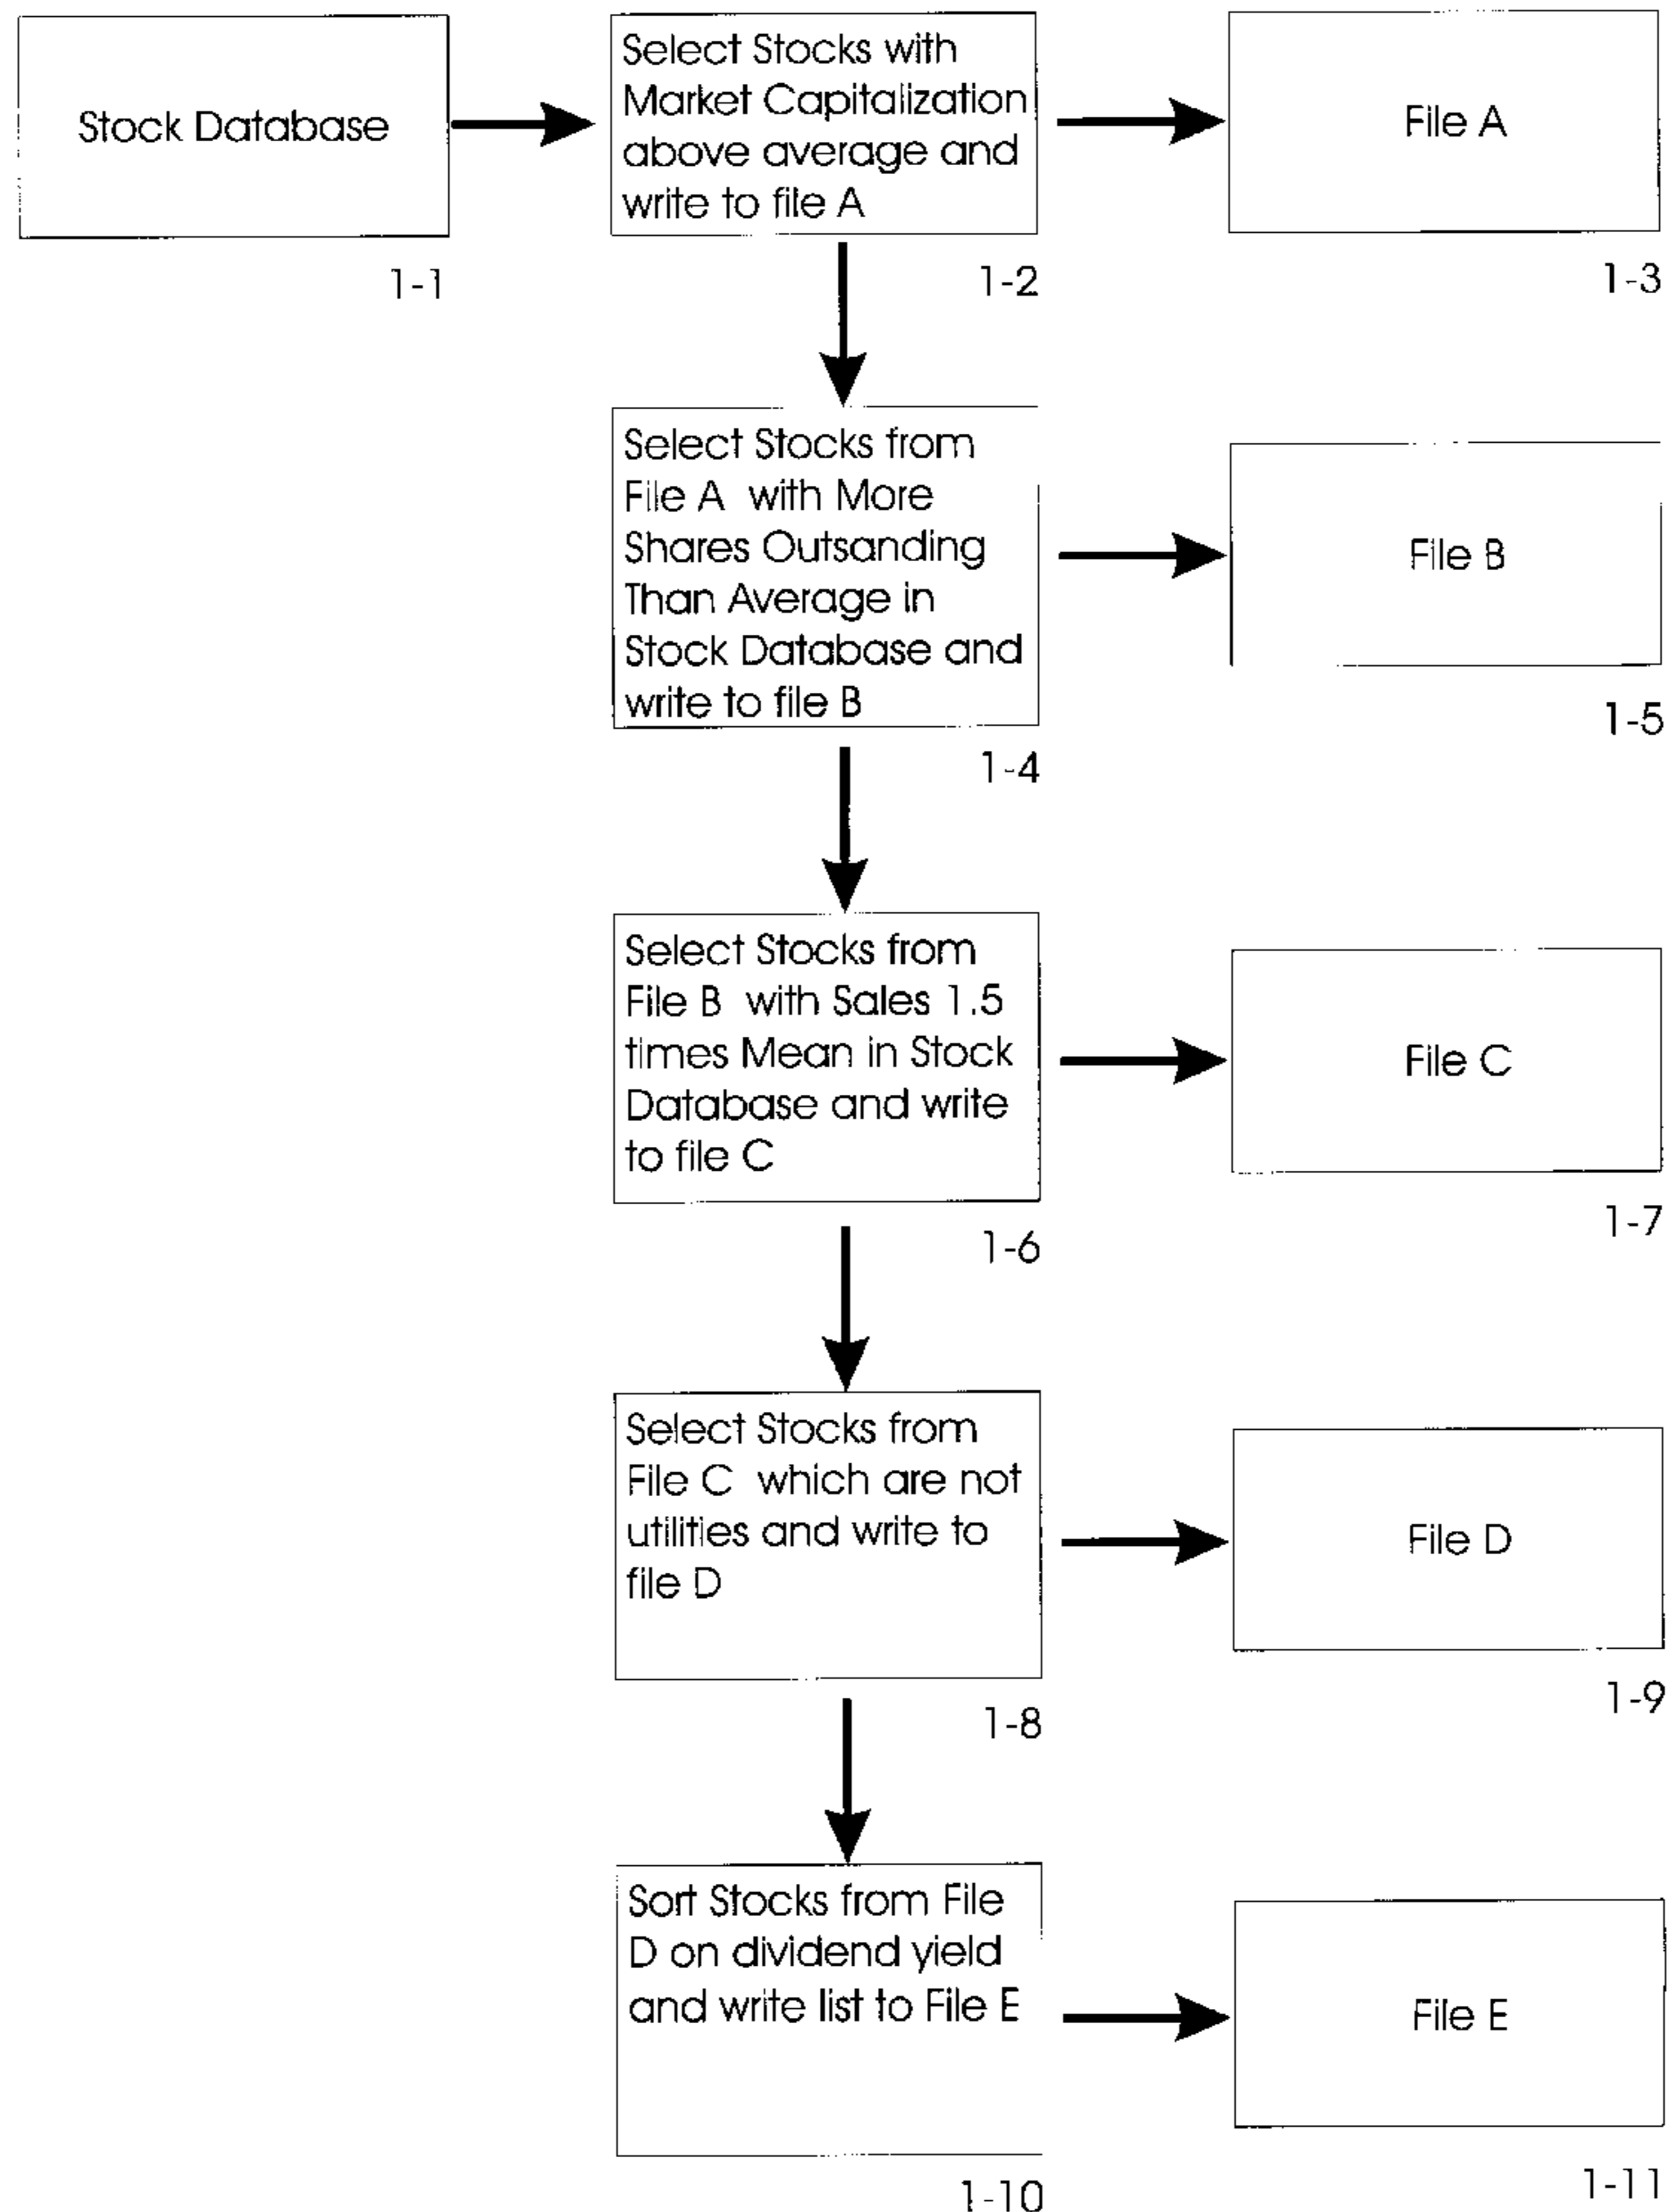 Stock Database
1-1
Select Stocks with
Market Capitalization
above average and
write to file A
1-2
File A
1-3
Select Stocks from
File A with More
Shares Outsanding
Than Average in
Stock Database and
write to file B
1-4
File B
1-5
Select Stocks from
File B with Sales 1.5
times Mean in Stock
Database and write
to file C
1-6
File C
1-7
Select Stocks from
File C which are not
utilities and write to
file D
1-8
File D
1-9
Sort Stocks from File
D on dividend yield
and write list to File E
1-10
File E
1-11